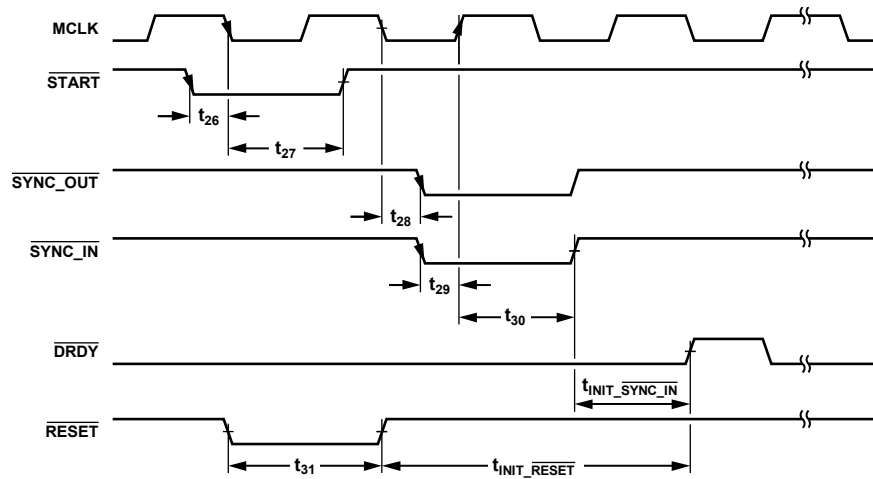 MCLK
START
t26
t27
SYNC_OUT
t28
SYNC_IN
t29
t30
DRDY
tINIT_SYNC_IN
RESET
t31
tINIT_RESET